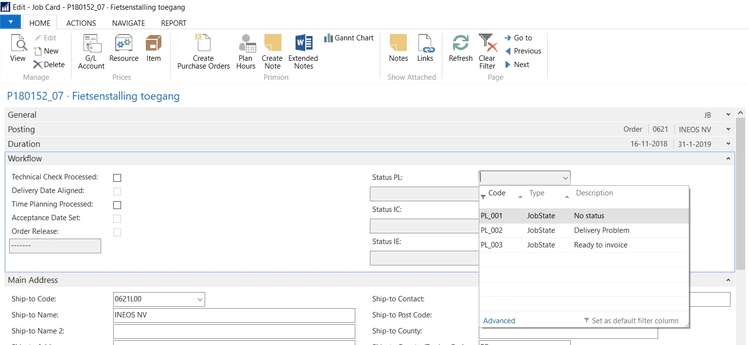 Edit - Job Card - P180152_07 · Fietsenstalling toegang
HOME ACTIONS NAVIGATE REPORT
View Edit New Delete G/L Account Resource Item Create Purchase Orders Plan Hours Create Note Extended Notes Gannt Chart Notes Links Refresh Clear Filter Go to Previous Next
Manage Prices Primion Show Attached Page
P180152_07 · Fietsenstalling toegang
General JB
Posting Order 0621 INEOS NV
Duration 16-11-2018 31-1-2019
Workflow
Technical Check Processed: Status PL:
Delivery Date Aligned:
Time Planning Processed: Status IC:
Acceptance Date Set:
Order Release: Status IE:
-------
Code Type Description
PL_001 JobState No status
PL_002 JobState Delivery Problem
PL_003 JobState Ready to invoice
Advanced Set as default filter column
Main Address
Ship-to Code: 0621L00 Ship-to Contact:
Ship-to Name: INEOS NV Ship-to Post Code:
Ship-to Name 2: Ship-to County: